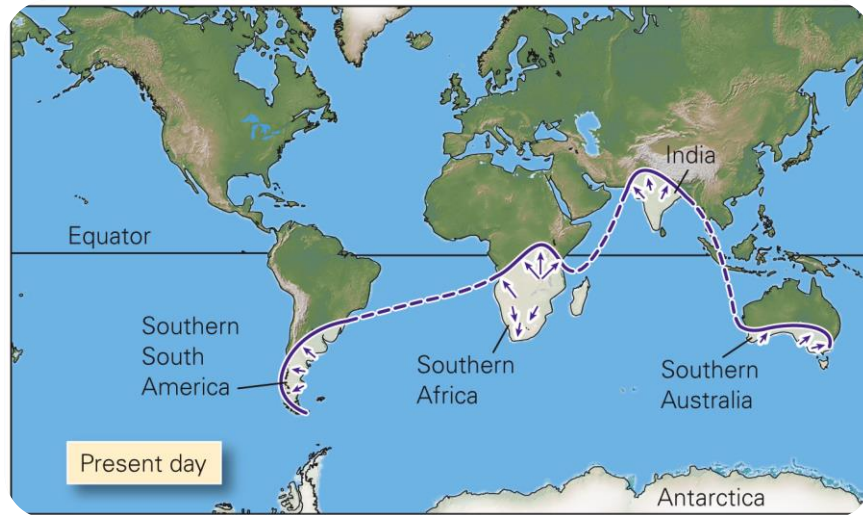 India
Equator
Southern
South
America
Southern
Africa
Southern
Australia
Present day
Antarctica